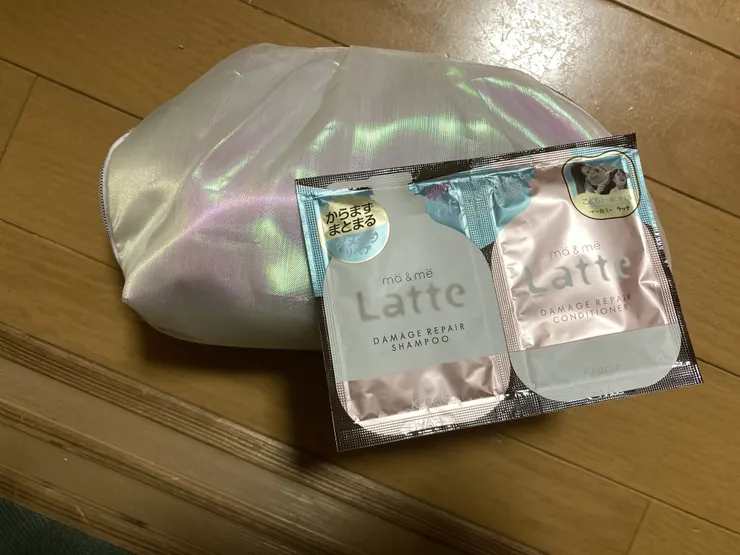 からまず
まとまる
mä & më
Latte
DAMAGE REPAIR
SHAMPOO
mä & më
Latte
DAMAGE REPAIR
CONDITIONER
Kracie